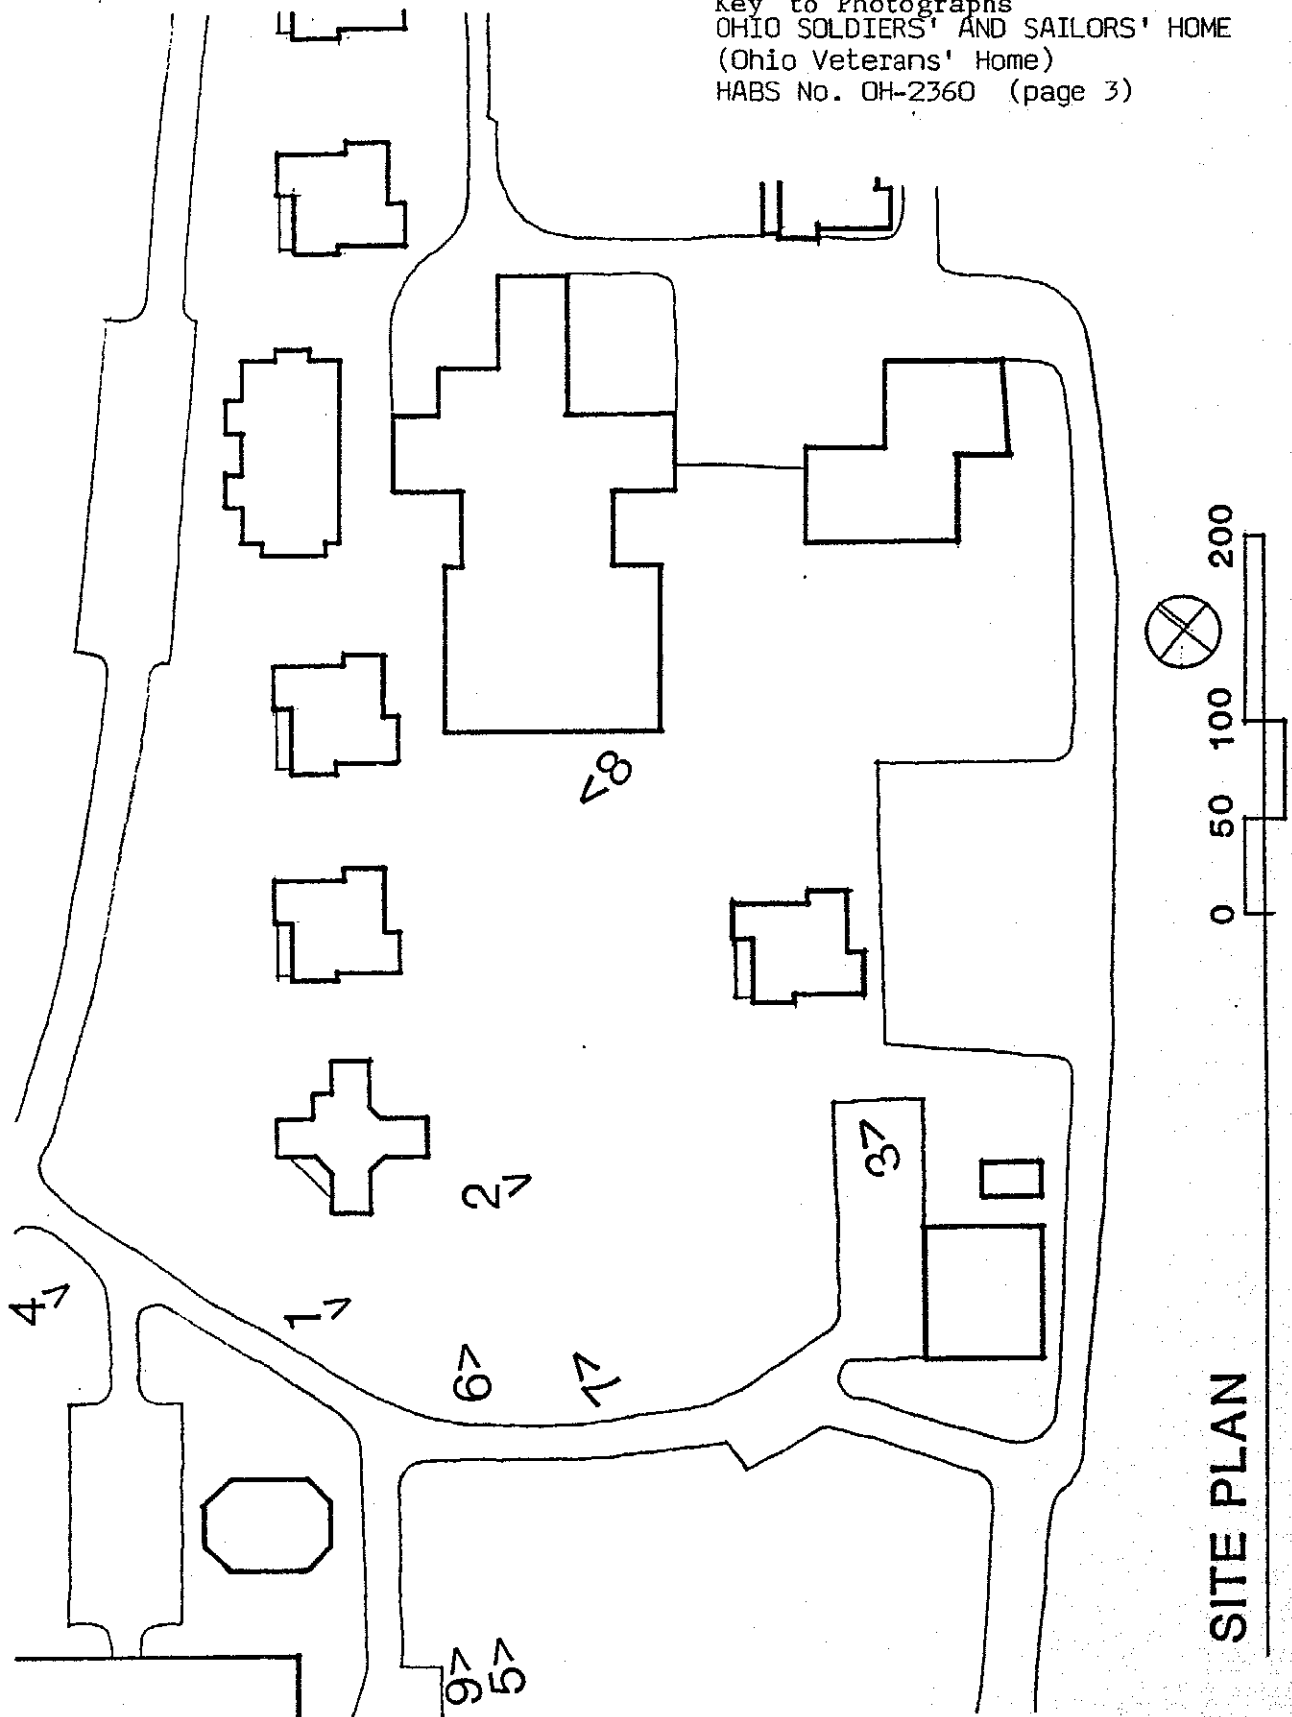 Key to Photographs
OHIO SOLDIERS' AND SAILORS' HOME
(Ohio Veterans' Home)
HABS No. OH-2360 (page 3)
4
1
2
3
6
7
8
9
5
0 50 100 200
SITE PLAN